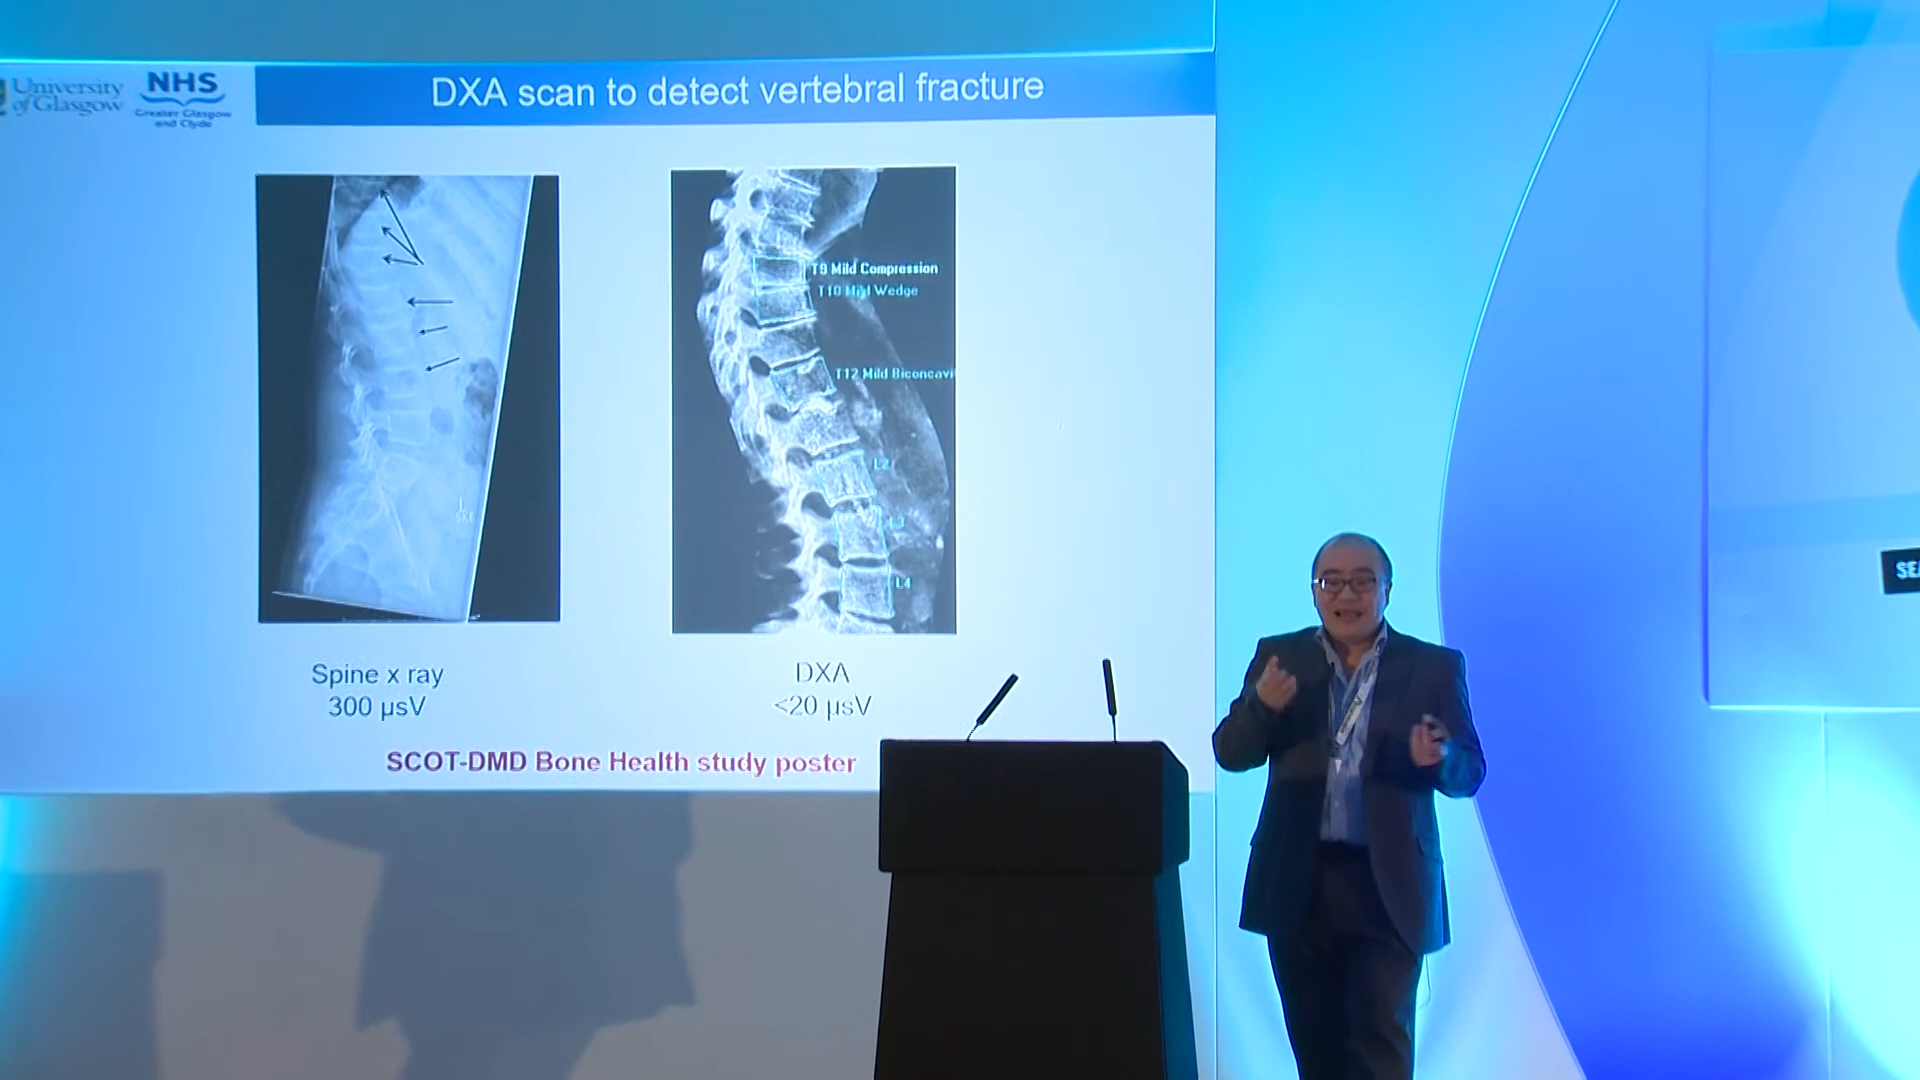 University
of Glasgow
NHS
Greater Glasgow
and Clyde
DXA scan to detect vertebral fracture
T9 Mild Compression
T10 Mild Wedge
T12 Mild Biconcavi
L2
L3
L4
L
Spine x ray
300 µsV
DXA
<20 µsV
SCOT-DMD Bone Health study poster
SE